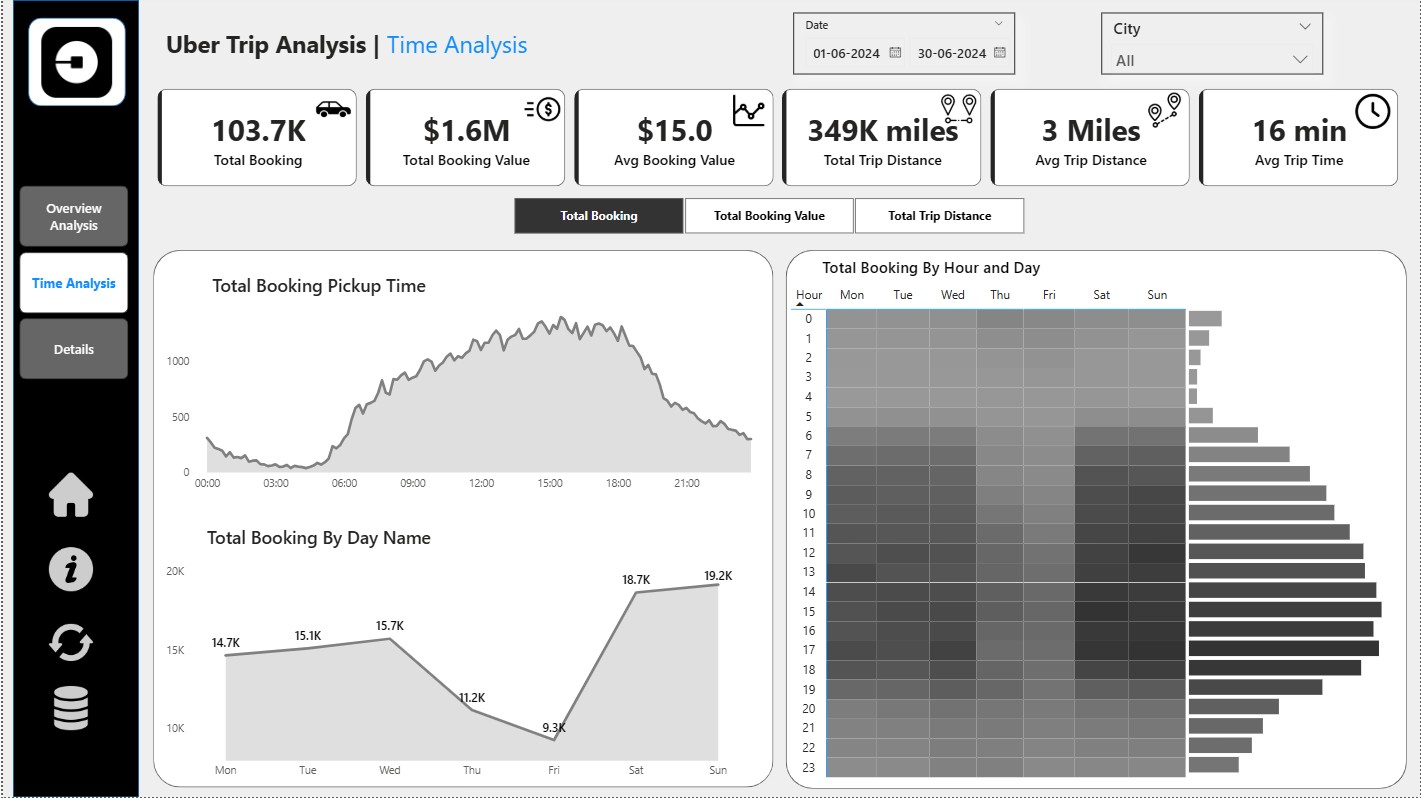 Uber Trip Analysis | Time Analysis
Date
01-06-2024 30-06-2024
City
All
103.7K
Total Booking
$1.6M
Total Booking Value
$15.0
Avg Booking Value
349K miles
Total Trip Distance
3 Miles
Avg Trip Distance
16 min
Avg Trip Time
Overview
Analysis
Time Analysis
Details
Total Booking Total Booking Value Total Trip Distance
Total Booking Pickup Time
1000
500
0
00:00 03:00 06:00 09:00 12:00 15:00 18:00 21:00
Total Booking By Day Name
20K
15K
10K
14.7K 15.1K 15.7K 11.2K 9.3K 18.7K 19.2K
Mon Tue Wed Thu Fri Sat Sun
Total Booking By Hour and Day
Hour Mon Tue Wed Thu Fri Sat Sun
0
1
2
3
4
5
6
7
8
9
10
11
12
13
14
15
16
17
18
19
20
21
22
23